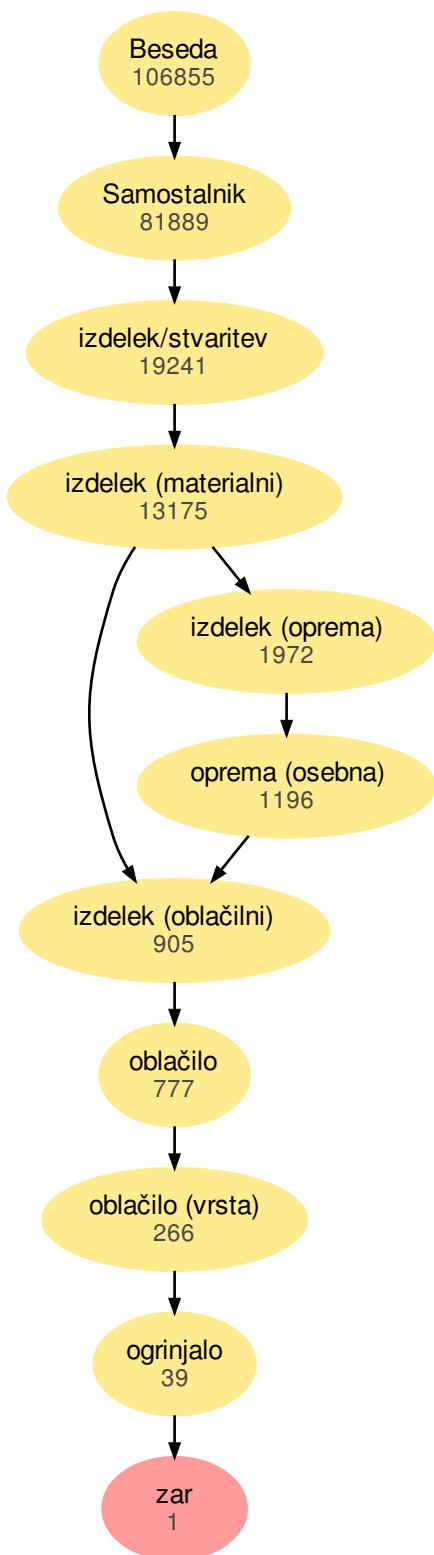 Beseda
106855
Samostalnik
81889
izdelek/stvaritev
19241
izdelek (materialni)
13175
izdelek (oprema)
1972
oprema (osebna)
1196
izdelek (oblačilni)
905
oblačilo
777
oblačilo (vrsta)
266
ogrinjalo
39
zar
1